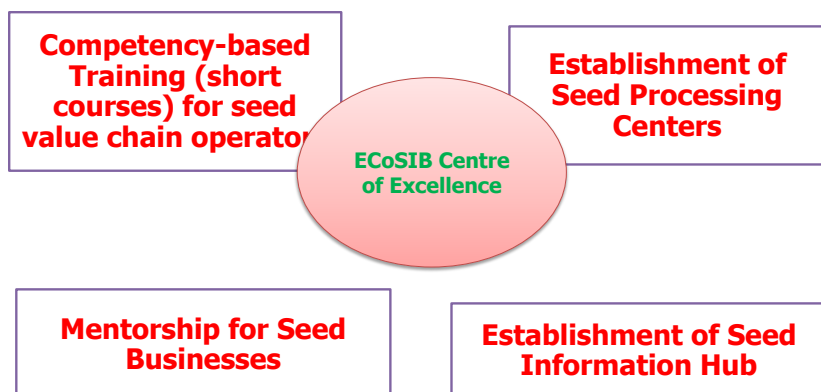 Competency-based
Training (short
courses) for seed
value chain operator
Establishment of
Seed Processing
Centers
ECoSIB Centre
of Excellence
Mentorship for Seed
Businesses
Establishment of Seed
Information Hub